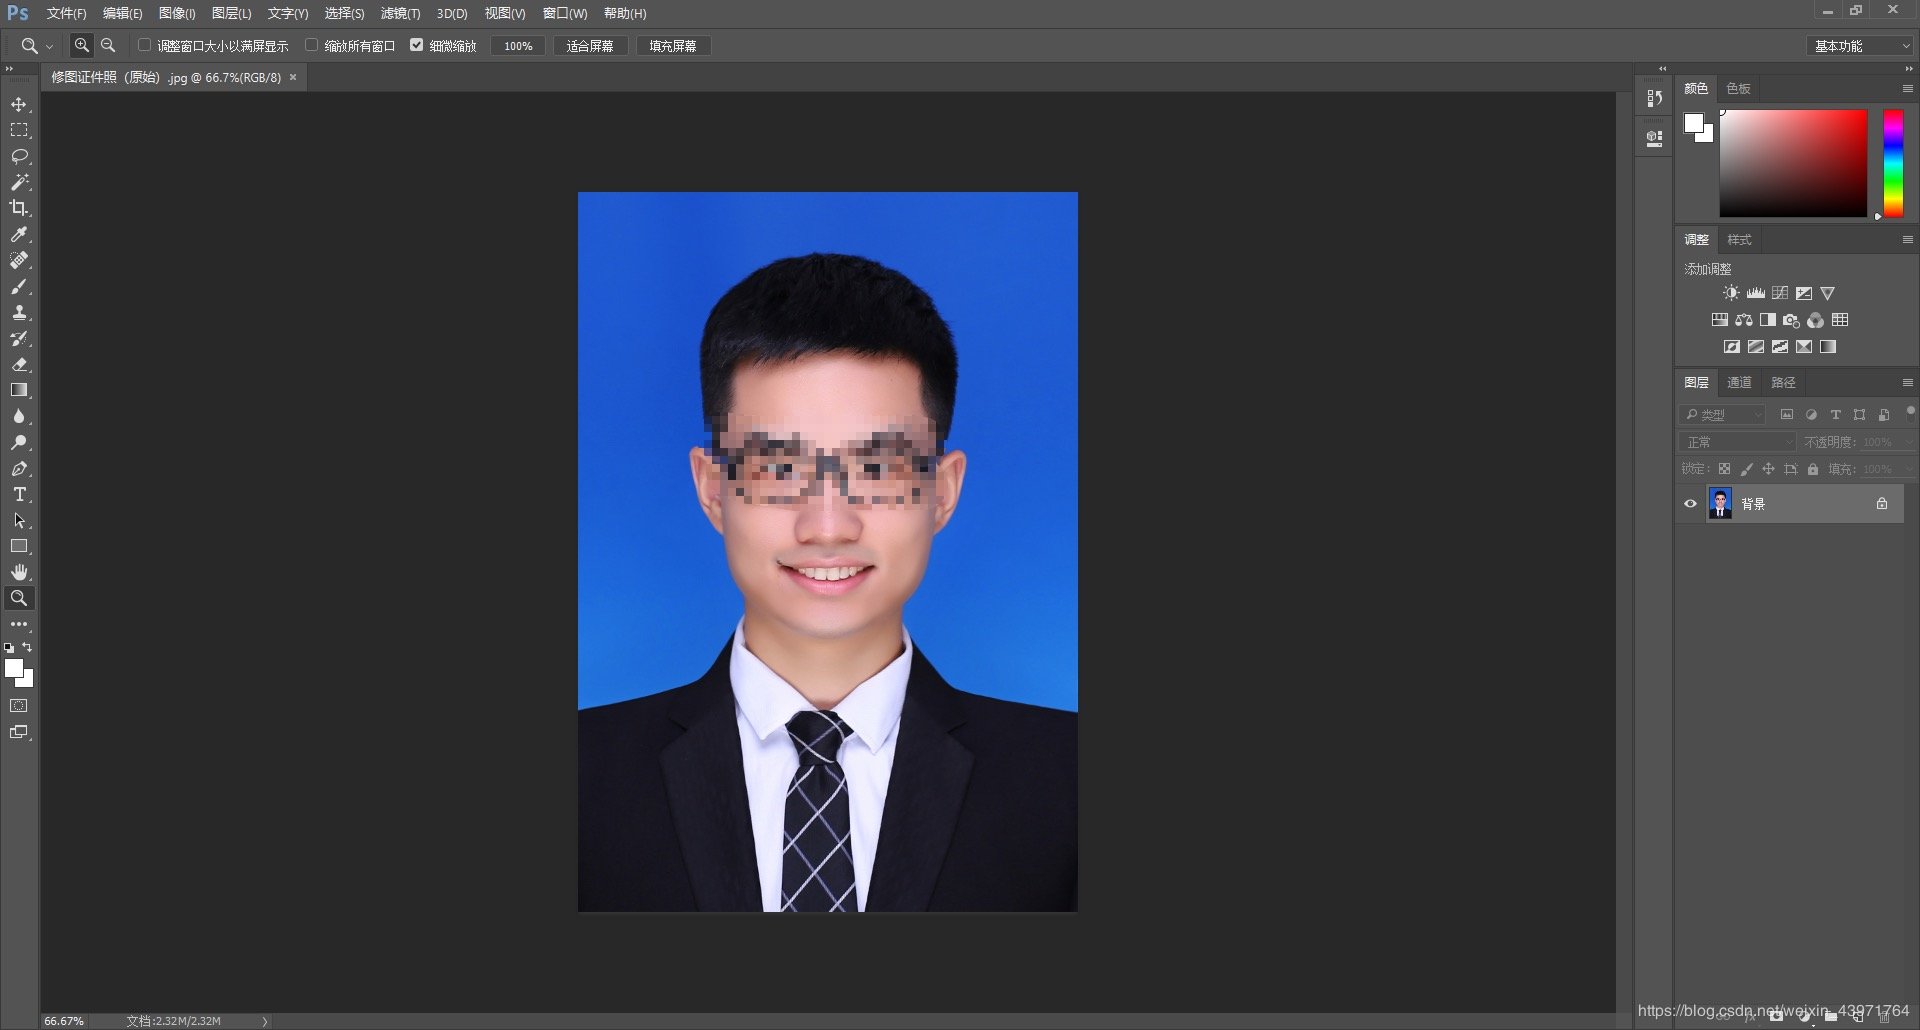 Ps 文件(F) 编辑(E) 图像(I) 图层(L) 文字(Y) 选择(S) 滤镜(T) 3D(D) 视图(V) 窗口(W) 帮助(H)
调整窗口大小以满屏显示 缩放所有窗口 细微缩放 100% 适合屏幕 填充屏幕 基本功能
修图证件照（原始）.jpg @ 66.7%(RGB/8) ×
颜色 色板
调整 样式
添加调整
图层 通道 路径
类型
正常 不透明度: 100%
锁定: 填充: 100%
背景
66.67% 文档:2.32M/2.32M
https://blog.csdn.net/weixin_43971764